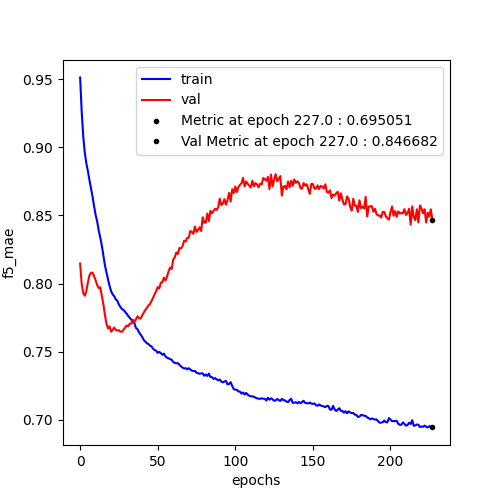 train
val
Metric at epoch 227.0 : 0.695051
Val Metric at epoch 227.0 : 0.846682
0.95
0.90
0.85
0.80
0.75
0.70
f5_mae
0
50
100
150
200
epochs